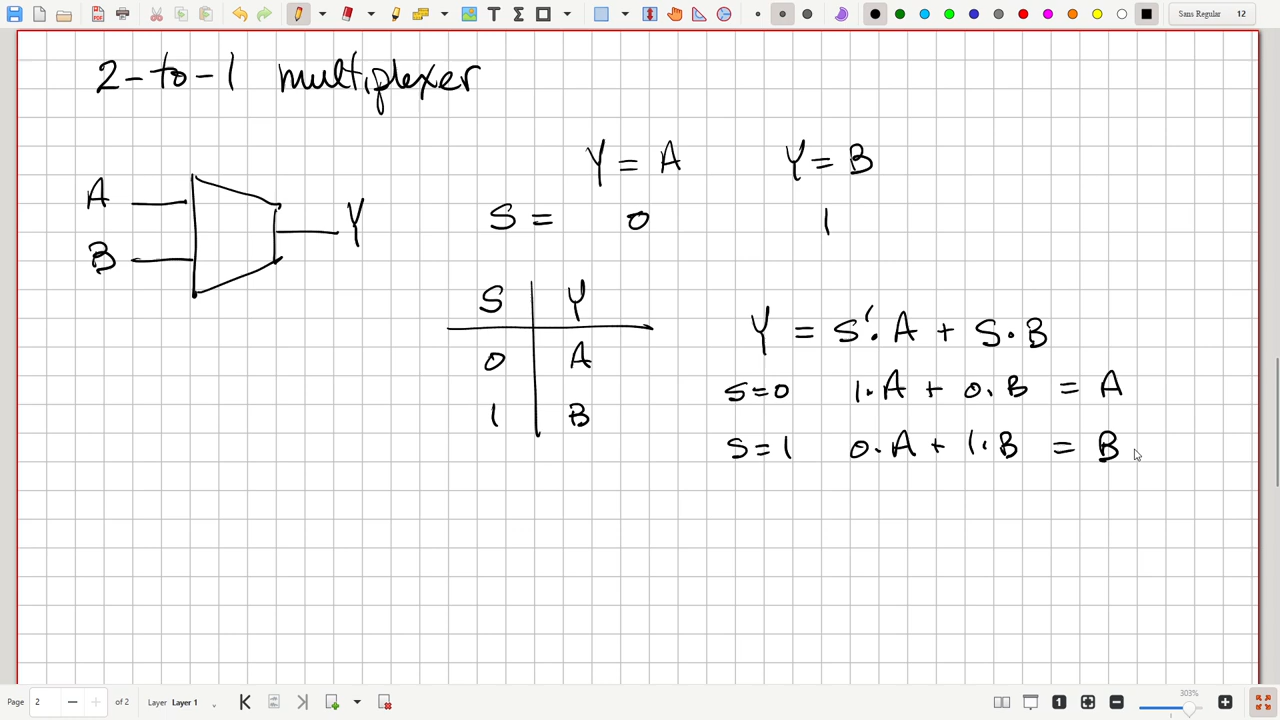 Sans Regular 12
2-to-1 multiplexer
Y = A Y = B
S = 0 1
A
B
Y
S Y
0 A
1 B
Y = S'·A + S·B
S=0 1·A + 0·B = A
S=1 0·A + 1·B = B
Page 2 of 2 Layer Layer 1 303%